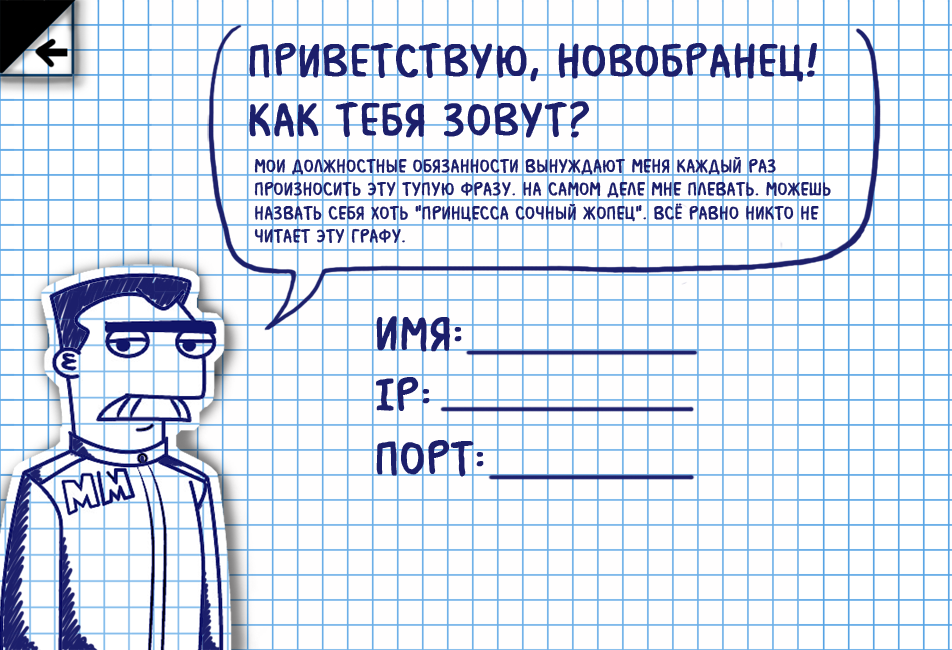 ПРИВЕТСТВУЮ, НОВОБРАНЕЦ!
КАК ТЕБЯ ЗОВУТ?
МОИ ДОЛЖНОСТНЫЕ ОБЯЗАННОСТИ ВЫНУЖДАЮТ МЕНЯ КАЖДЫЙ РАЗ
ПРОИЗНОСИТЬ ЭТУ ТУПУЮ ФРАЗУ. НА САМОМ ДЕЛЕ МНЕ ПЛЕВАТЬ. МОЖЕШЬ
НАЗВАТЬ СЕБЯ ХОТЬ "ПРИНЦЕССА СОЧНЫЙ ЖОПЕЦ". ВСЁ РАВНО НИКТО НЕ
ЧИТАЕТ ЭТУ ГРАФУ.
ИМЯ:
IP:
ПОРТ:
MM